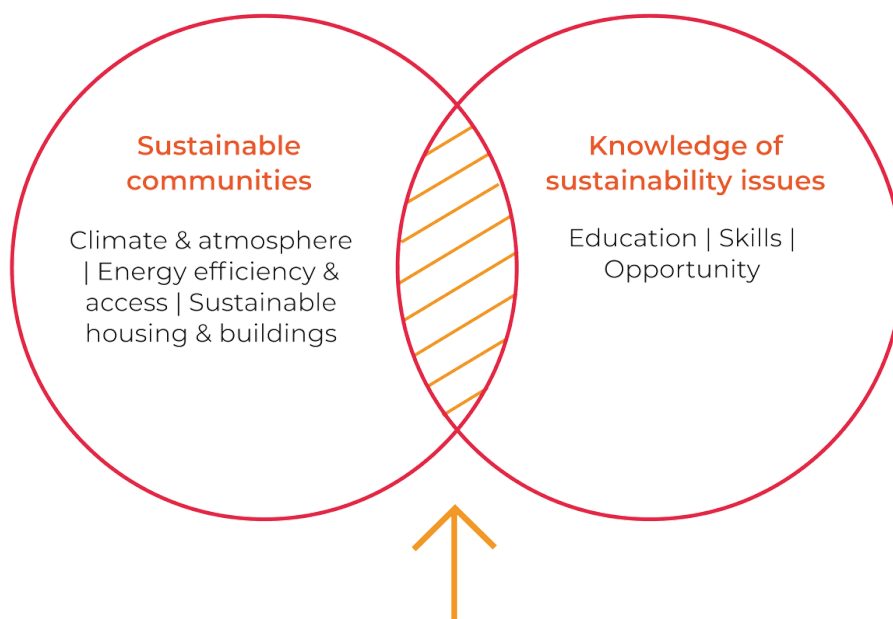 Sustainable
communities
Climate & atmosphere
| Energy efficiency &
access | Sustainable
housing & buildings
Knowledge of
sustainability issues
Education | Skills |
Opportunity